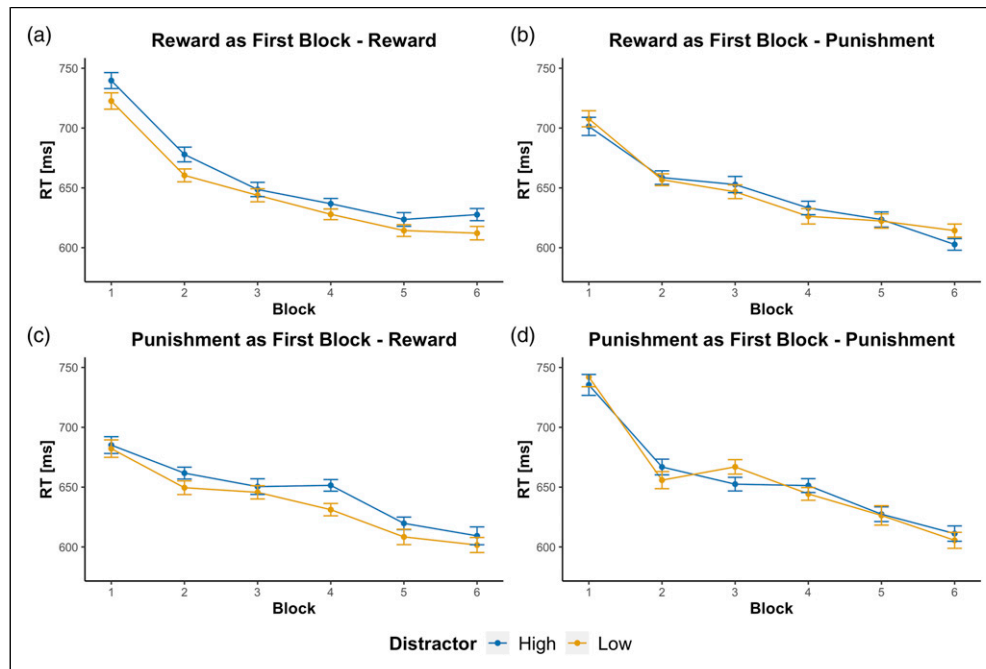 (a)
Reward as First Block - Reward
750
700
650
600
RT [ms]
1 2 3 4 5 6
Block
(b)
Reward as First Block - Punishment
750
700
650
600
RT [ms]
1 2 3 4 5 6
Block
(c)
Punishment as First Block - Reward
750
700
650
600
RT [ms]
1 2 3 4 5 6
Block
(d)
Punishment as First Block - Punishment
750
700
650
600
RT [ms]
1 2 3 4 5 6
Block
Distractor High Low